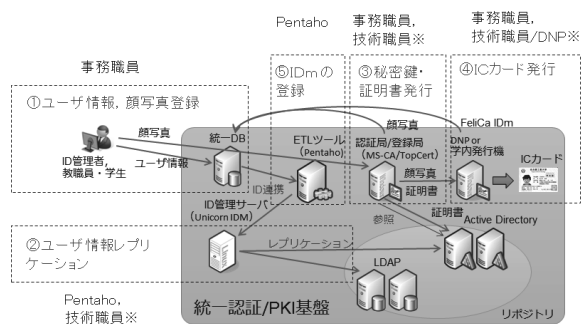 Pentaho
事務職員,
技術職員※
事務職員,
技術職員/DNP※
事務職員
⑤IDmの
登録
③秘密鍵・
証明書発行
④ICカード発行
①ユーザ情報, 顔写真登録
顔写真
FeliCa IDm
統一DB
ETLツール
(Pentaho)
認証局/登録局
(MS-CA/TopCert)
DNP or
学内発行機
ICカード
顔写真
ID管理者,
教職員・学生
ユーザ情報
顔写真
証明書
ID連携
ID管理サーバー
(Unicorn IDM)
参照
証明書
Active Directory
②ユーザ情報レプリ
ケーション
レプリケーション
LDAP
Pentaho,
技術職員※
統一認証/PKI基盤
リポジトリ